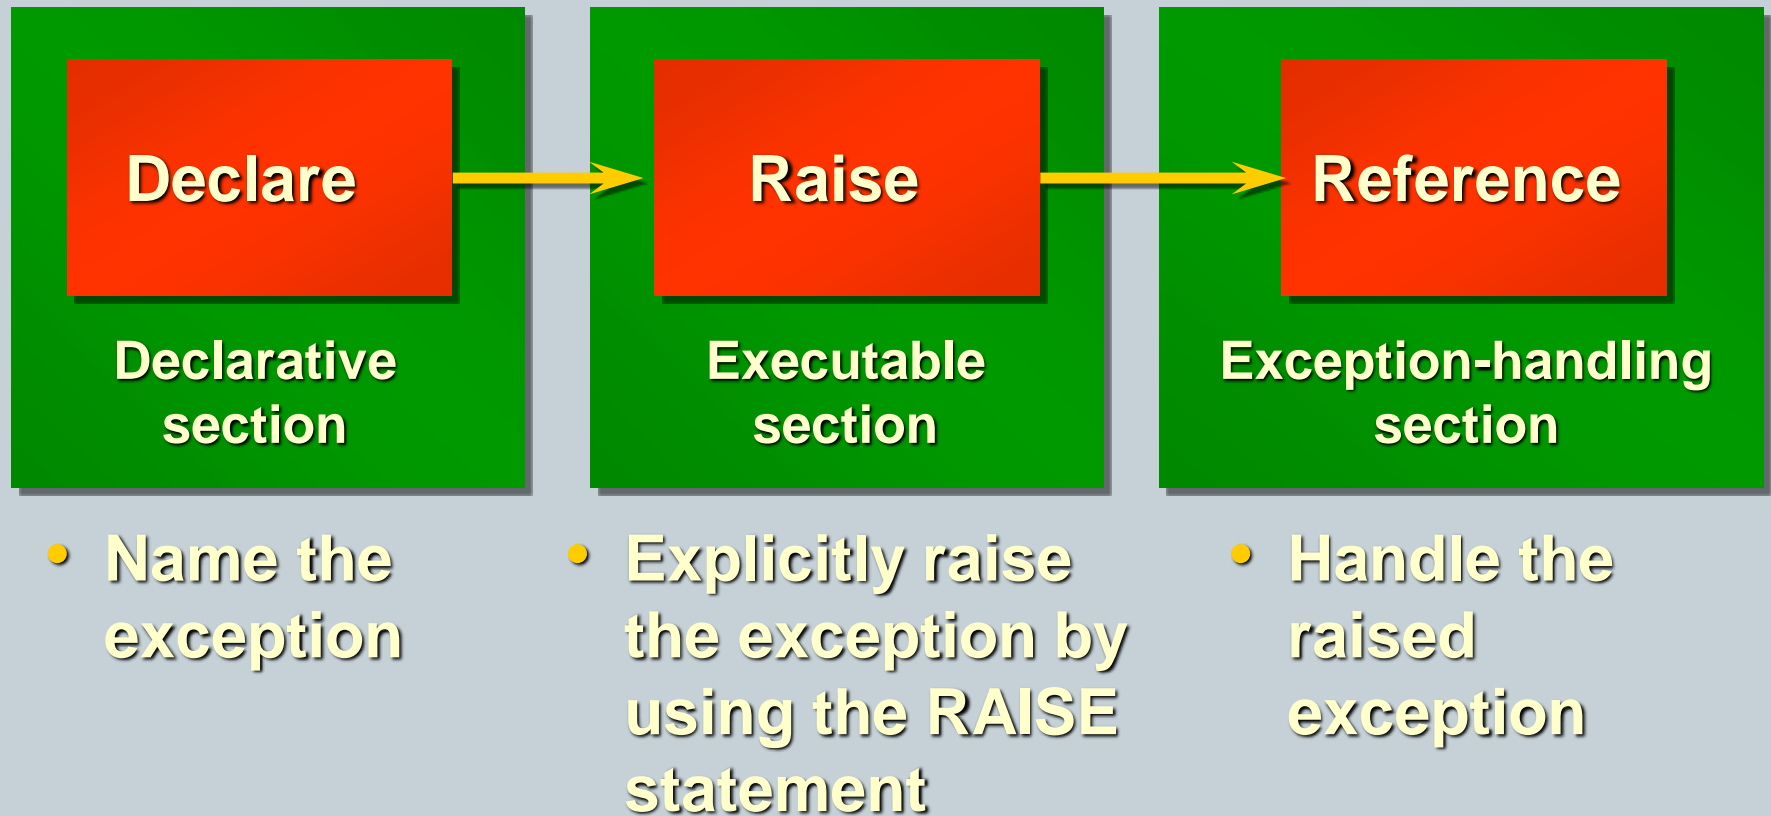 Declare
Declarative
section
• Name the
exception
Raise
Executable
section
• Explicitly raise
the exception by
using the RAISE
statement
Reference
Exception-handling
section
• Handle the
raised
exception